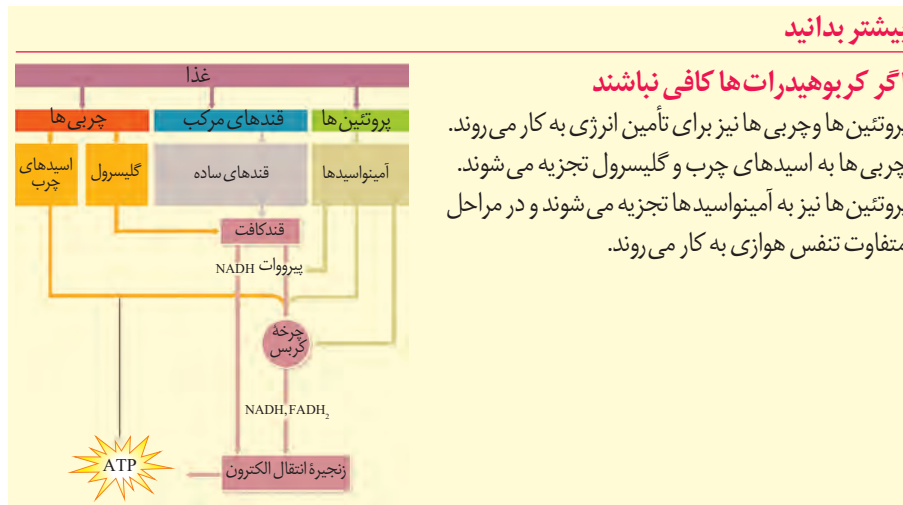 بیشتر بدانید
اگر کربوهیدرات‌ها کافی نباشند
پروتئین‌ها وچربی‌ها نیز برای تأمین انرژی به کار می‌روند.
چربی‌ها به اسیدهای چرب و گلیسرول تجزیه می‌شوند.
پروتئین‌ها نیز به آمینواسیدها تجزیه می‌شوند و در مراحل
متفاوت تنفس هوازی به کار می‌روند.
غذا
پروتئین‌ها
قندهای مرکب
چربی‌ها
آمینواسیدها
قندهای ساده
گلیسرول
اسیدهای
چرب
قندکافت
پیرووات
NADH
چرخهٔ
کربس
NADH,FADH₂
زنجیرهٔ انتقال الکترون
ATP